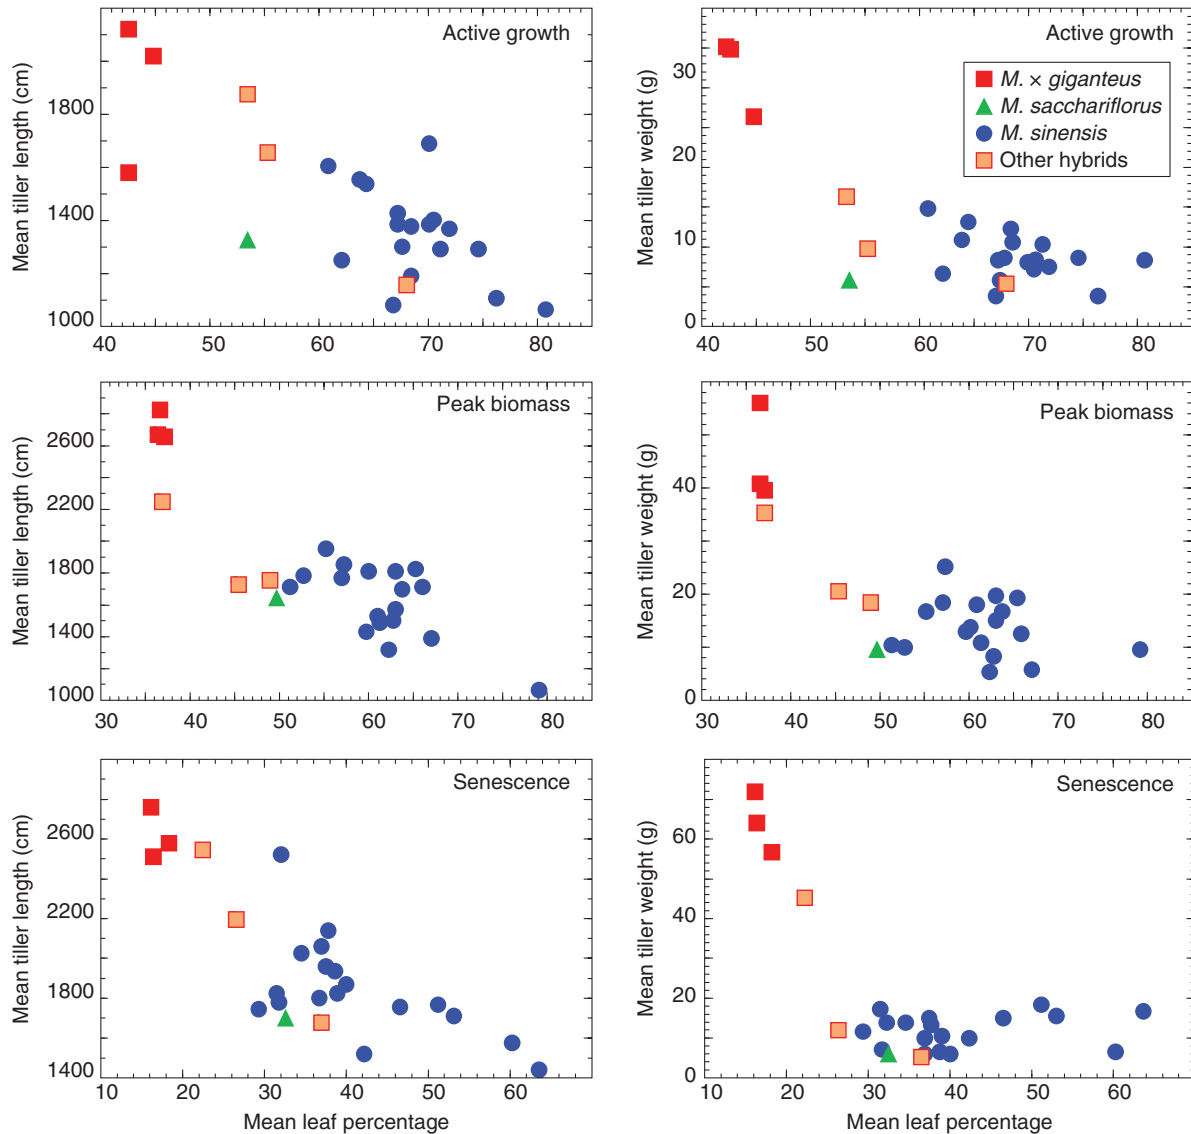 Active growth
Mean tiller length (cm)
1800
1400
1000
40 50 60 70 80
Active growth
M. × giganteus
M. sacchariflorus
M. sinensis
Other hybrids
Mean tiller weight (g)
30
30
20
10
0
40 50 60 70 80
Peak biomass
Mean tiller length (cm)
2600
2200
1800
1400
1000
30 40 50 60 70 80
Peak biomass
Mean tiller weight (g)
40
20
0
30 40 50 60 70 80
Senescence
Mean tiller length (cm)
2600
2200
1800
1400
10 20 30 40 50 60
Mean leaf percentage
Senescence
Mean tiller weight (g)
60
40
20
0
10 20 30 40 50 60
Mean leaf percentage